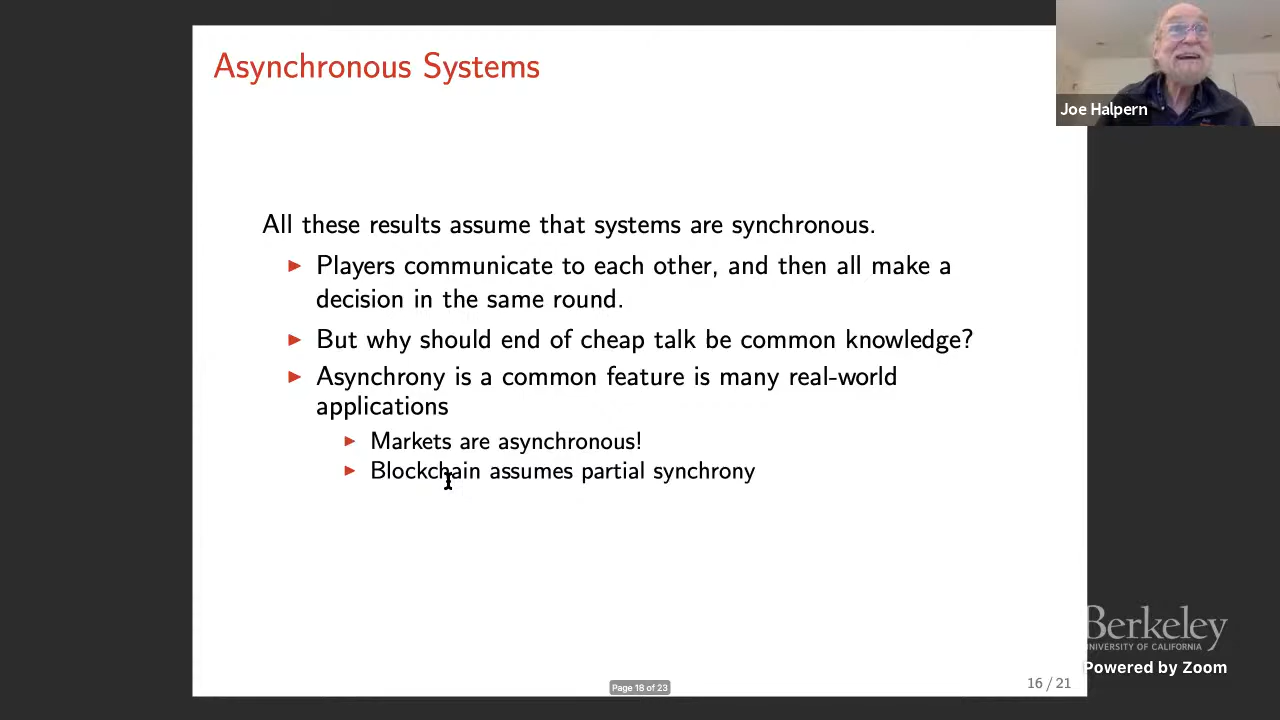 Asynchronous Systems
Joe Halpern
All these results assume that systems are synchronous.
Players communicate to each other, and then all make a
decision in the same round.
But why should end of cheap talk be common knowledge?
Asynchrony is a common feature is many real-world
applications
Markets are asynchronous!
Blockchain assumes partial synchrony
Berkeley
UNIVERSITY OF CALIFORNIA
Powered by Zoom
Page 18 of 23
16 / 21